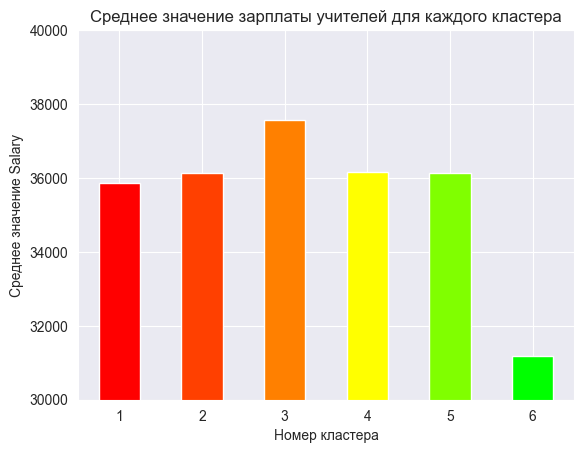 Среднее значение зарплаты учителей для каждого кластера
Среднее значение Salary
40000
38000
36000
34000
32000
30000
1 2 3 4 5 6
Номер кластера